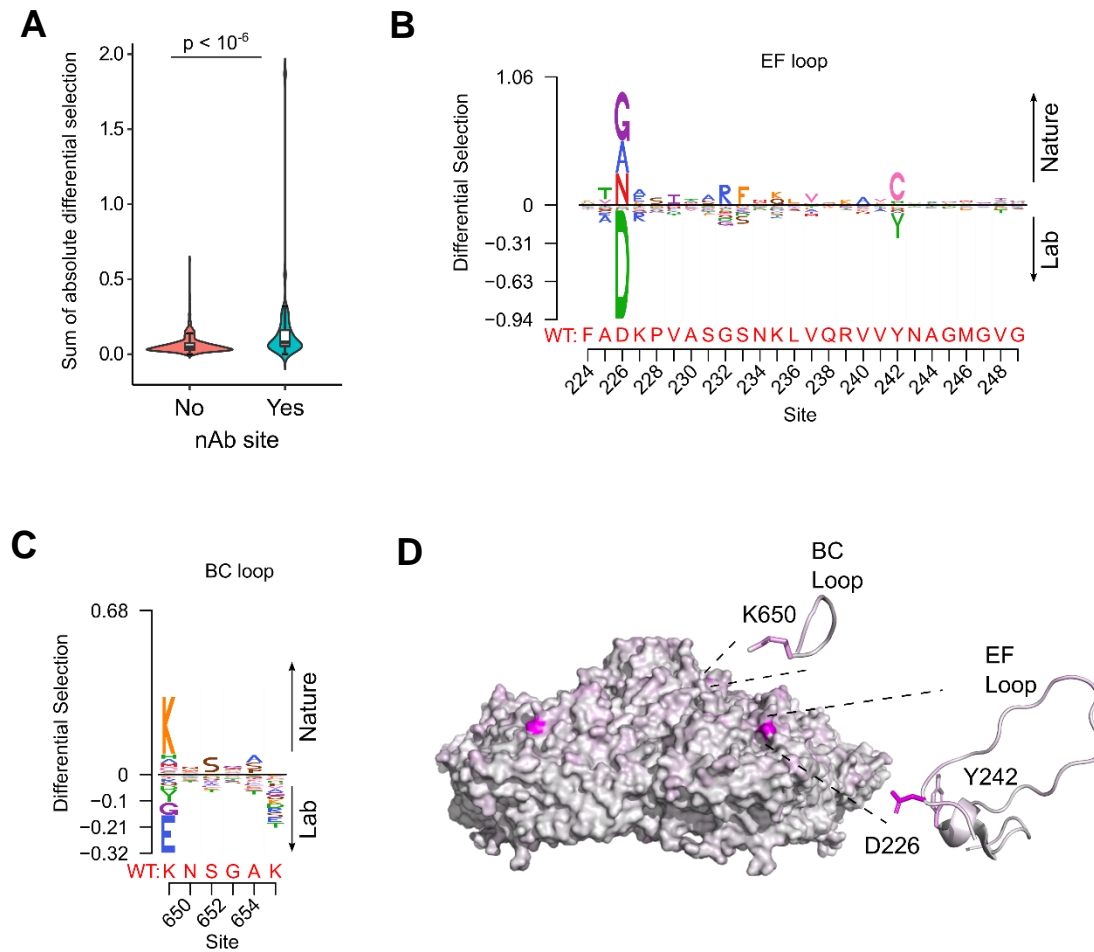 A
p < 10-6
Sum of absolute differential selection
2.0
1.5
1.0
0.5
0.0
No
Yes
nAb site
B
EF loop
Differential Selection
1.06
0
−0.31
−0.63
−0.94
Nature
Lab
G
A
N
D
T
R
F
C
Y
WT: F A D K P V A S G S N K L V Q R V V Y N A G M G V G
224 226 228 230 232 234 236 238 240 242 244 246 248
Site
C
BC loop
Differential Selection
0.68
0
−0.1
−0.21
−0.32
Nature
Lab
K
S
A
Y
G
E
WT: K N S G A K
650 652 654
Site
D
BC
Loop
K650
EF
Loop
Y242
D226